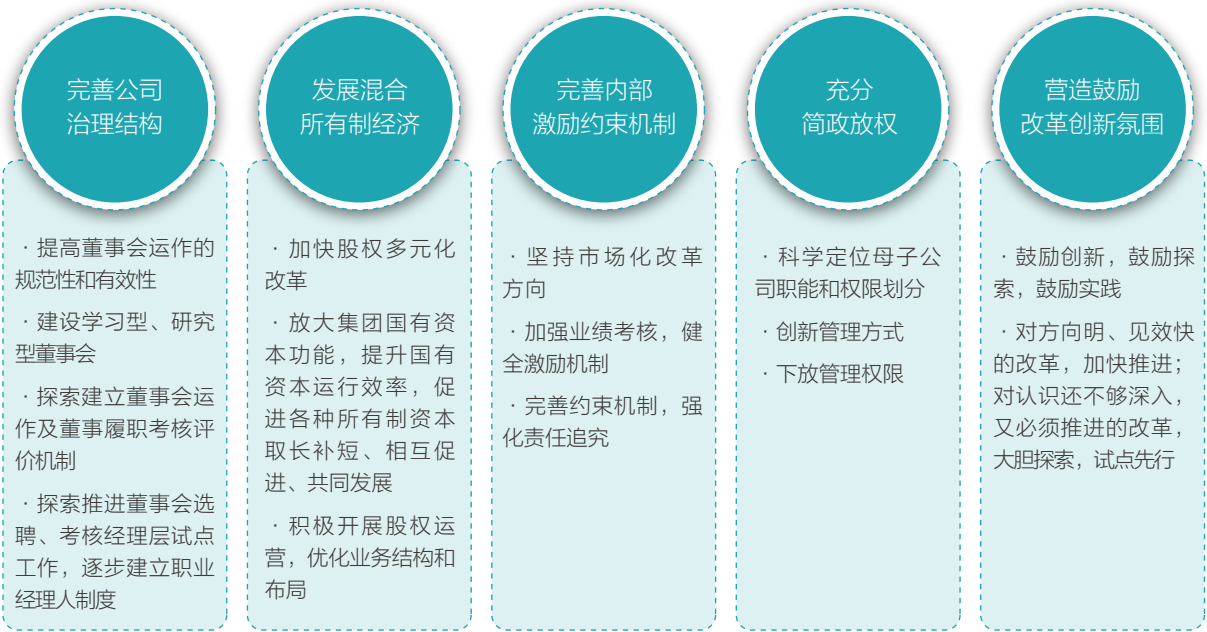 完善公司
治理结构
· 提高董事会运作的
规范性和有效性
· 建设学习型、研究
型董事会
· 探索建立董事会运
作及董事履职考核评
价机制
· 探索推进董事会选
聘、考核经理层试点
工作，逐步建立职业
经理人制度
发展混合
所有制经济
· 加快股权多元化
改革
· 放大集团国有资
本功能，提升国有
资本运行效率，促
进各种所有制资本
取长补短、相互促
进、共同发展
· 积极开展股权运
营，优化业务结构和
布局
完善内部
激励约束机制
· 坚持市场化改革
方向
· 加强业绩考核，健
全激励机制
· 完善约束机制，强
化责任追究
充分
简政放权
· 科学定位母子公
司职能和权限划分
· 创新管理方式
· 下放管理权限
营造鼓励
改革创新氛围
· 鼓励创新，鼓励探
索，鼓励实践
· 对方向明、见效快
的改革，加快推进；
对认识还不够深入，
又必须推进的改革，
大胆探索，试点先行